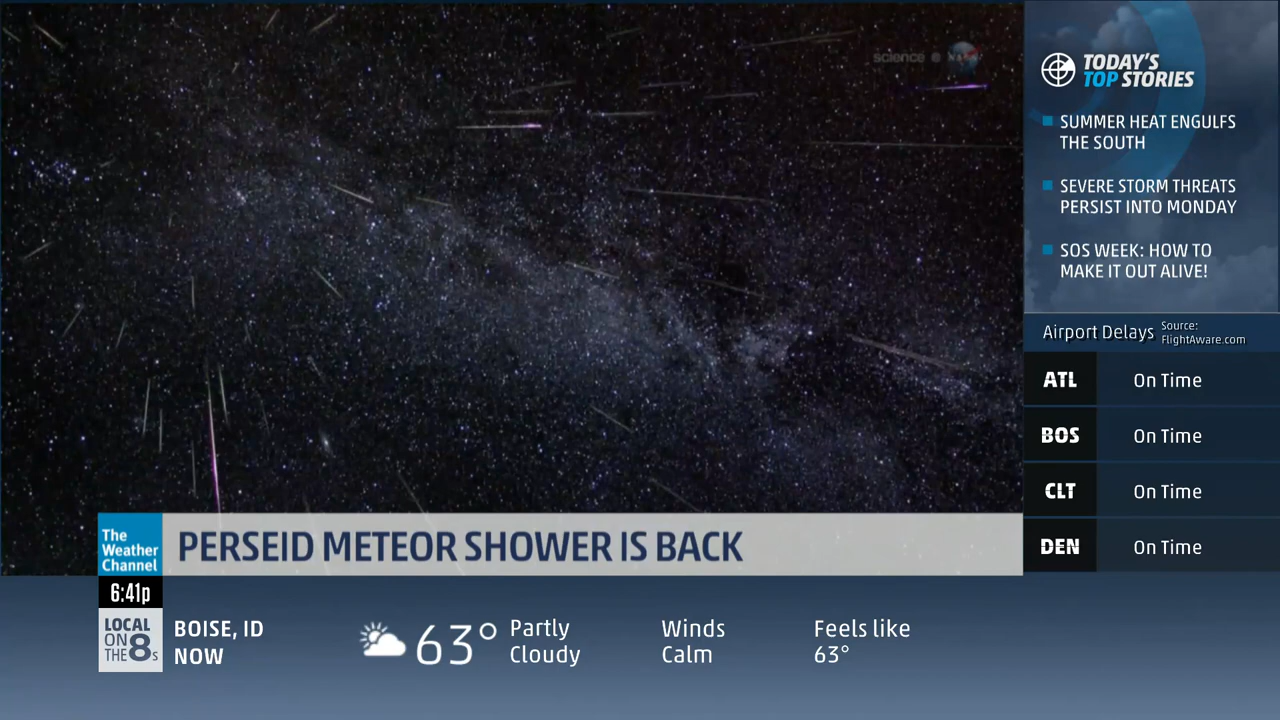 science @ NASA
TODAY'S
TOP STORIES
SUMMER HEAT ENGULFS
THE SOUTH
SEVERE STORM THREATS
PERSIST INTO MONDAY
SOS WEEK: HOW TO
MAKE IT OUT ALIVE!
Airport Delays
Source:
FlightAware.com
ATL On Time
BOS On Time
CLT On Time
DEN On Time
The
Weather
Channel
PERSEID METEOR SHOWER IS BACK
6:41p
LOCAL
ON
THE 8s
BOISE, ID
NOW
63°
Partly
Cloudy
Winds
Calm
Feels like
63°